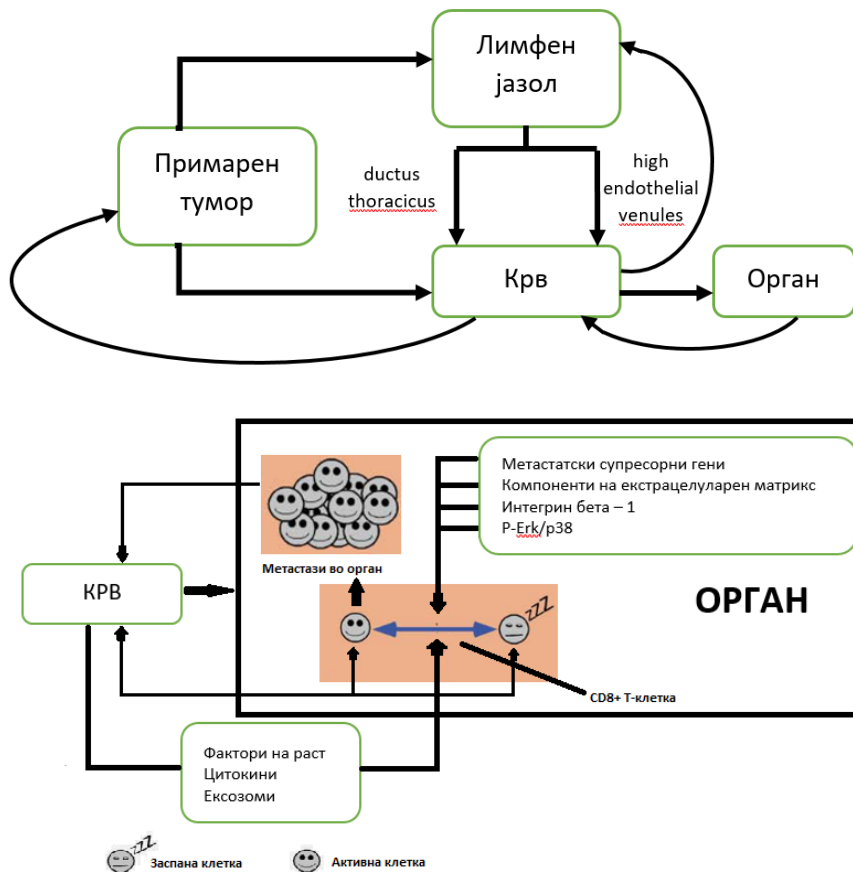 Лимфен
јазол
Примарен
тумор
ductus
thoracicus
high
endothelial
venules
Крв
Орган
Метастатски супресорни гени
Компоненти на екстрацелуларен матрикс
Интегрин бета – 1
P-Erk/p38
Метастази во орган
КРВ
ОРГАН
zzZ
CD8+ Т-клетка
Фактори на раст
Цитокини
Ексозоми
zzZ
Заспана клетка
Активна клетка